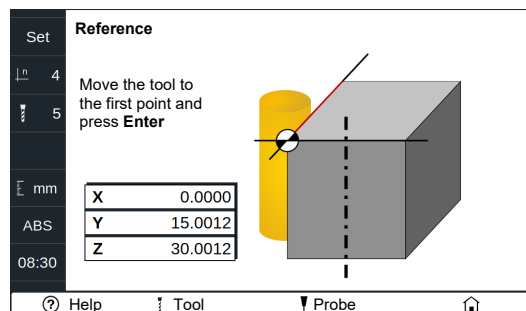 Set
n 4
5
mm
ABS
08:30
Reference
Move the tool to
the first point and
press Enter
X 0.0000
Y 15.0012
Z 30.0012
? Help Tool Probe